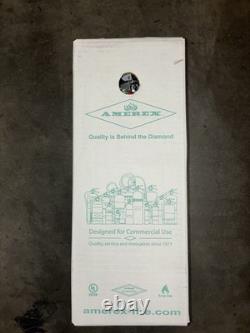 AMEREX
Quality is Behind the Diamond
Designed for Commercial Use
Quality, service and innovation since 1971
amerex-fire.com
ebay